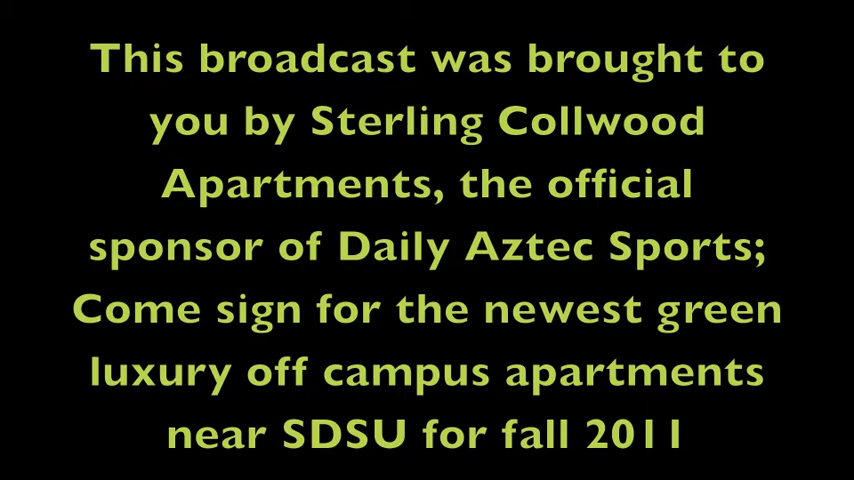 This broadcast was brought to
you by Sterling Collwood
Apartments, the official
sponsor of Daily Aztec Sports;
Come sign for the newest green
luxury off campus apartments
near SDSU for fall 2011